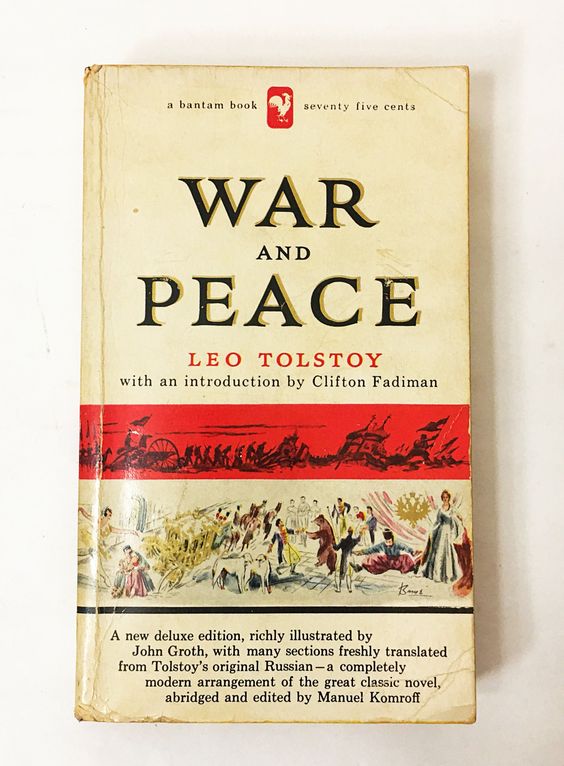 a bantam book seventy five cents
WAR
AND
PEACE
LEO TOLSTOY
with an introduction by Clifton Fadiman
A new deluxe edition, richly illustrated by
John Groth, with many sections freshly translated
from Tolstoy's original Russian—a completely
modern arrangement of the great classic novel,
abridged and edited by Manuel Komroff